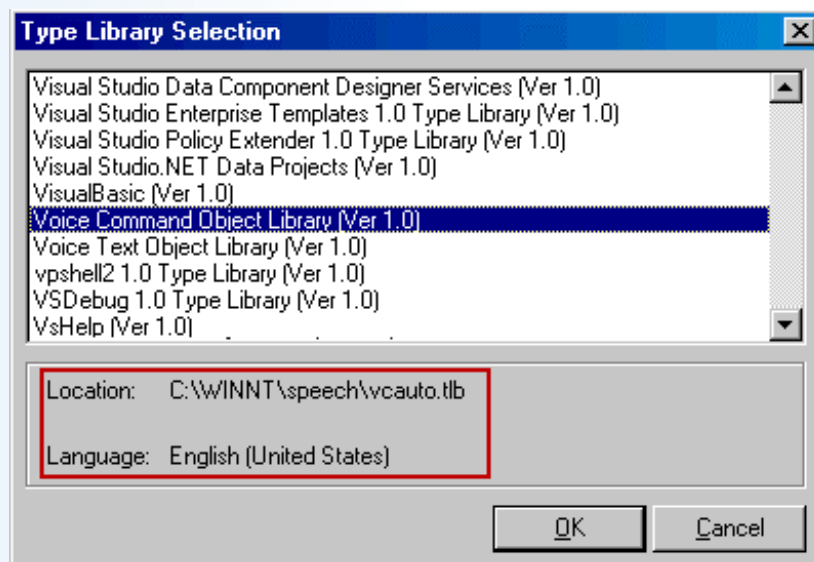 Type Library Selection
Visual Studio Data Component Designer Services (Ver 1.0)
Visual Studio Enterprise Templates 1.0 Type Library (Ver 1.0)
Visual Studio Policy Extender 1.0 Type Library (Ver 1.0)
Visual Studio.NET Data Projects (Ver 1.0)
VisualBasic (Ver 1.0)
Voice Command Object Library (Ver 1.0)
Voice Text Object Library (Ver 1.0)
vpshell2 1.0 Type Library (Ver 1.0)
VSDebug 1.0 Type Library (Ver 1.0)
VsHelp (Ver 1.0)
Location: C:\WINNT\speech\vcauto.tlb
Language: English (United States)
OK Cancel